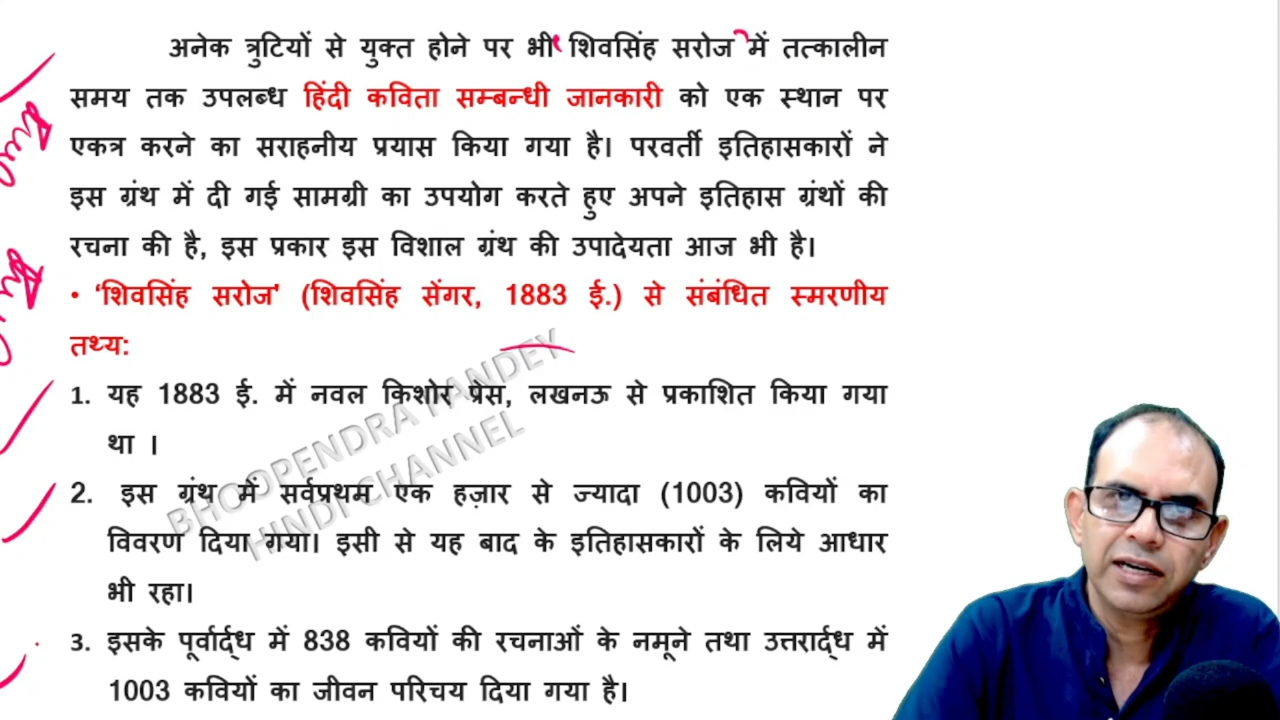 अनेक त्रुटियों से युक्त होने पर भी शिवसिंह सरोज में तत्कालीन
समय तक उपलब्ध हिंदी कविता सम्बन्धी जानकारी को एक स्थान पर
एकत्र करने का सराहनीय प्रयास किया गया है। परवर्ती इतिहासकारों ने
इस ग्रंथ में दी गई सामग्री का उपयोग करते हुए अपने इतिहास ग्रंथों की
रचना की है, इस प्रकार इस विशाल ग्रंथ की उपादेयता आज भी है।
• ‘शिवसिंह सरोज' (शिवसिंह सेंगर, 1883 ई.) से संबंधित स्मरणीय
तथ्य:
1. यह 1883 ई. में नवल किशोर प्रेस, लखनऊ से प्रकाशित किया गया
था ।
2. इस ग्रंथ में सर्वप्रथम एक हज़ार से ज्यादा (1003) कवियों का
विवरण दिया गया। इसी से यह बाद के इतिहासकारों के लिये आधार
भी रहा।
3. इसके पूर्वार्द्ध में 838 कवियों की रचनाओं के नमूने तथा उत्तरार्द्ध में
1003 कवियों का जीवन परिचय दिया गया है।
BHOOPENDRA PANDEY
HINDI CHANNEL